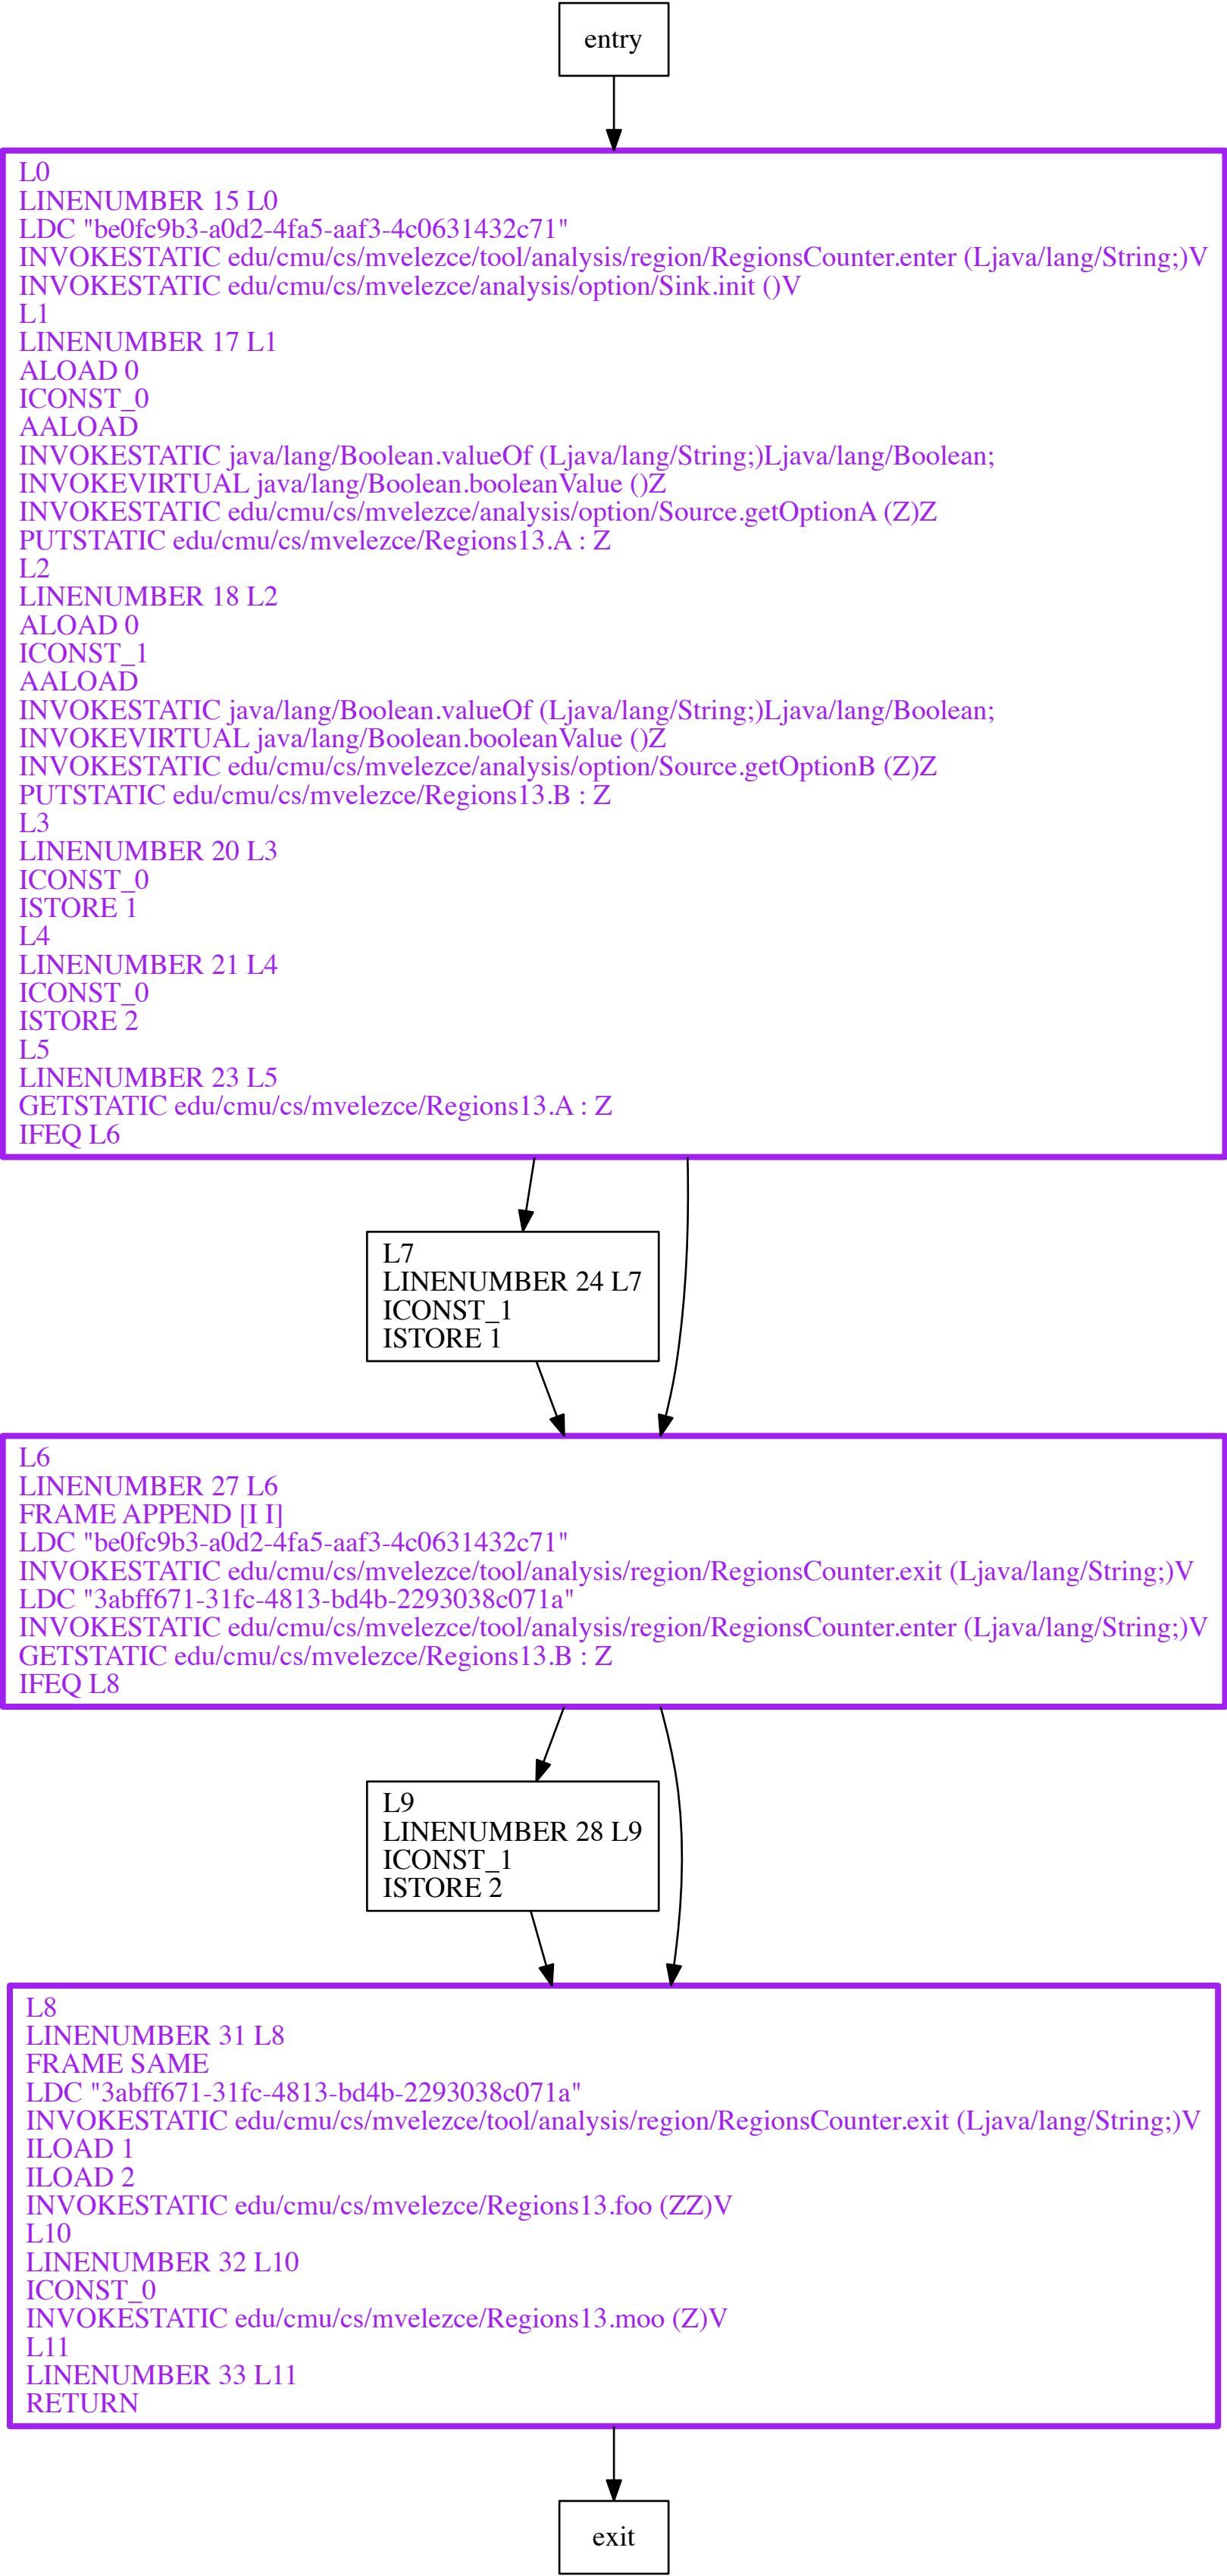 entry
L0
LINENUMBER 15 L0
LDC "be0fc9b3-a0d2-4fa5-aaf3-4c0631432c71"
INVOKESTATIC edu/cmu/cs/mvelezce/tool/analysis/region/RegionsCounter.enter (Ljava/lang/String;)V
INVOKESTATIC edu/cmu/cs/mvelezce/analysis/option/Sink.init ()V
L1
LINENUMBER 17 L1
ALOAD 0
ICONST_0
AALOAD
INVOKESTATIC java/lang/Boolean.valueOf (Ljava/lang/String;)Ljava/lang/Boolean;
INVOKEVIRTUAL java/lang/Boolean.booleanValue ()Z
INVOKESTATIC edu/cmu/cs/mvelezce/analysis/option/Source.getOptionA (Z)Z
PUTSTATIC edu/cmu/cs/mvelezce/Regions13.A : Z
L2
LINENUMBER 18 L2
ALOAD 0
ICONST_1
AALOAD
INVOKESTATIC java/lang/Boolean.valueOf (Ljava/lang/String;)Ljava/lang/Boolean;
INVOKEVIRTUAL java/lang/Boolean.booleanValue ()Z
INVOKESTATIC edu/cmu/cs/mvelezce/analysis/option/Source.getOptionB (Z)Z
PUTSTATIC edu/cmu/cs/mvelezce/Regions13.B : Z
L3
LINENUMBER 20 L3
ICONST_0
ISTORE 1
L4
LINENUMBER 21 L4
ICONST_0
ISTORE 2
L5
LINENUMBER 23 L5
GETSTATIC edu/cmu/cs/mvelezce/Regions13.A : Z
IFEQ L6
L7
LINENUMBER 24 L7
ICONST_1
ISTORE 1
L6
LINENUMBER 27 L6
FRAME APPEND [I I]
LDC "be0fc9b3-a0d2-4fa5-aaf3-4c0631432c71"
INVOKESTATIC edu/cmu/cs/mvelezce/tool/analysis/region/RegionsCounter.exit (Ljava/lang/String;)V
LDC "3abff671-31fc-4813-bd4b-2293038c071a"
INVOKESTATIC edu/cmu/cs/mvelezce/tool/analysis/region/RegionsCounter.enter (Ljava/lang/String;)V
GETSTATIC edu/cmu/cs/mvelezce/Regions13.B : Z
IFEQ L8
L9
LINENUMBER 28 L9
ICONST_1
ISTORE 2
L8
LINENUMBER 31 L8
FRAME SAME
LDC "3abff671-31fc-4813-bd4b-2293038c071a"
INVOKESTATIC edu/cmu/cs/mvelezce/tool/analysis/region/RegionsCounter.exit (Ljava/lang/String;)V
ILOAD 1
ILOAD 2
INVOKESTATIC edu/cmu/cs/mvelezce/Regions13.foo (ZZ)V
L10
LINENUMBER 32 L10
ICONST_0
INVOKESTATIC edu/cmu/cs/mvelezce/Regions13.moo (Z)V
L11
LINENUMBER 33 L11
RETURN
exit